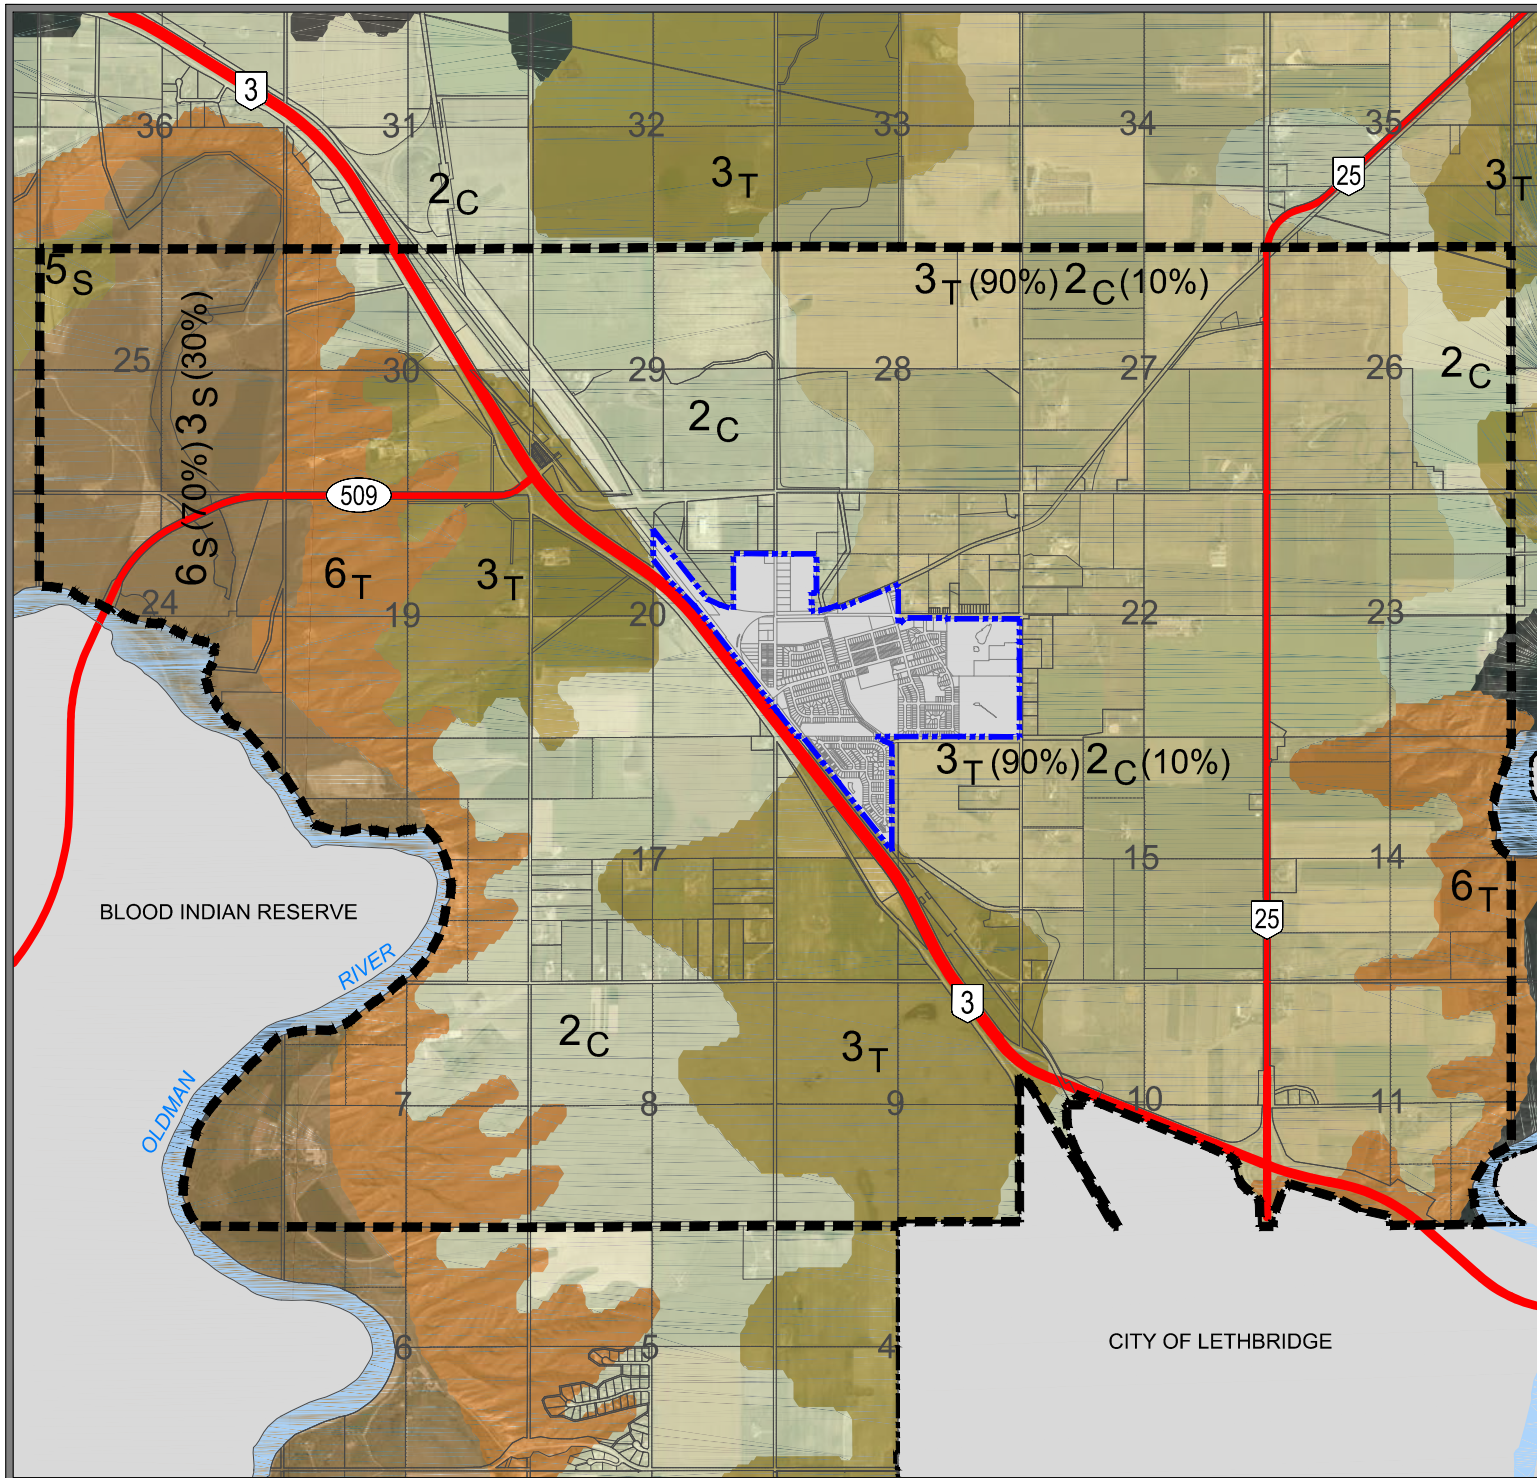 3
36
31
32
33
34
35
25
2C
3T
3T
5S
3T (90%) 2C (10%)
6S (70%) 3S (30%)
25
30
29
28
27
26
2C
2C
509
6T
3T
24
19
20
22
23
3T (90%) 2C (10%)
17
15
14
6T
25
BLOOD INDIAN RESERVE
RIVER
3
2C
3T
OLDMAN
7
8
9
10
11
6
5
4
CITY OF LETHBRIDGE